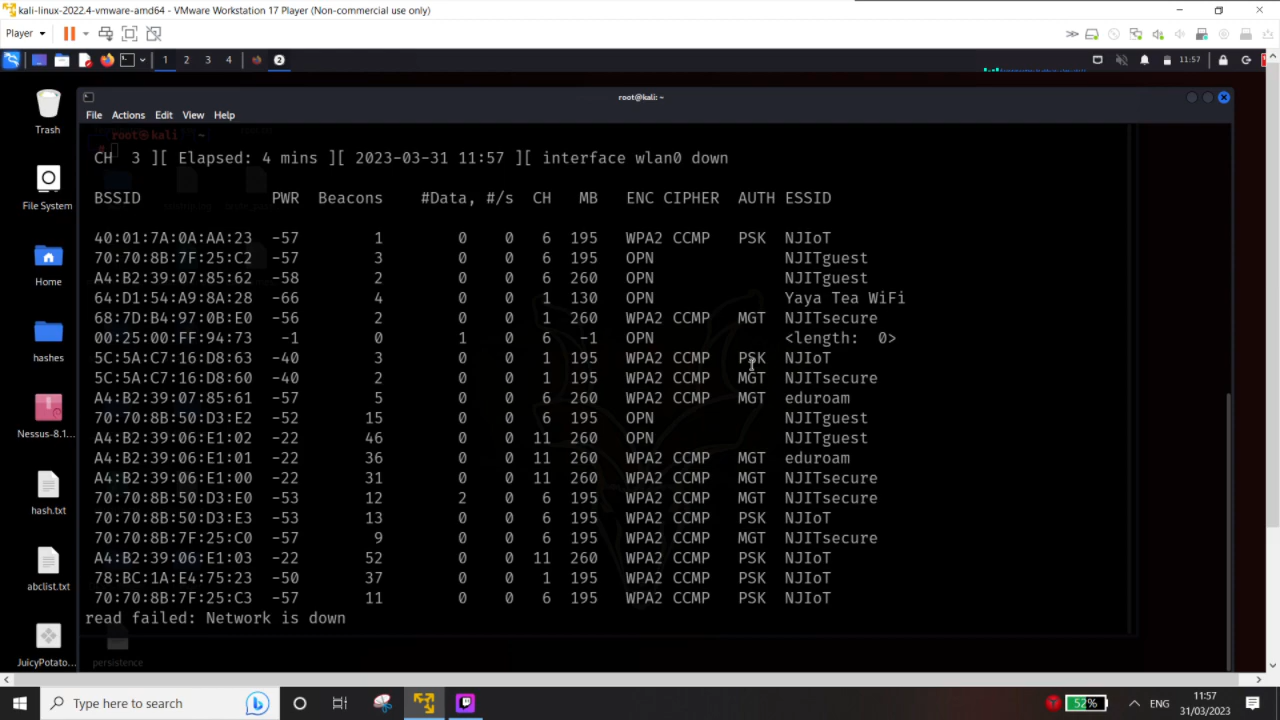 kali-linux-2022.4-vmware-amd64 - VMware Workstation 17 Player (Non-commercial use only)
Player
1 2 3 4 2 11:57
root@kali: ~
File Actions Edit View Help
root@kali ~
CH 3 ][ Elapsed: 4 mins ][ 2023-03-31 11:57 ][ interface wlan0 down
BSSID PWR Beacons #Data, #/s CH MB ENC CIPHER AUTH ESSID
40:01:7A:0A:AA:23 -57 1 0 0 6 195 WPA2 CCMP PSK NJIoT
70:70:8B:7F:25:C2 -57 3 0 0 6 195 OPN NJITguest
A4:B2:39:07:85:62 -58 2 0 0 6 260 OPN NJITguest
64:D1:54:A9:8A:28 -66 4 0 0 1 130 OPN Yaya Tea WiFi
68:7D:B4:97:0B:E0 -56 2 0 0 1 260 WPA2 CCMP MGT NJITsecure
00:25:00:FF:94:73 -1 0 1 0 6 -1 OPN <length: 0>
5C:5A:C7:16:D8:63 -40 3 0 0 1 195 WPA2 CCMP PSK NJIoT
5C:5A:C7:16:D8:60 -40 2 0 0 1 195 WPA2 CCMP MGT NJITsecure
A4:B2:39:07:85:61 -57 5 0 0 6 260 WPA2 CCMP MGT eduroam
70:70:8B:50:D3:E2 -52 15 0 0 6 195 OPN NJITguest
A4:B2:39:06:E1:02 -22 46 0 0 11 260 OPN NJITguest
A4:B2:39:06:E1:01 -22 36 0 0 11 260 WPA2 CCMP MGT eduroam
A4:B2:39:06:E1:00 -22 31 0 0 11 260 WPA2 CCMP MGT NJITsecure
70:70:8B:50:D3:E0 -53 12 2 0 6 195 WPA2 CCMP MGT NJITsecure
70:70:8B:50:D3:E3 -53 13 0 0 6 195 WPA2 CCMP PSK NJIoT
70:70:8B:7F:25:C0 -57 9 0 0 6 195 WPA2 CCMP MGT NJITsecure
A4:B2:39:06:E1:03 -22 52 0 0 11 260 WPA2 CCMP PSK NJIoT
78:BC:1A:E4:75:23 -50 37 0 0 1 195 WPA2 CCMP PSK NJIoT
70:70:8B:7F:25:C3 -57 11 0 0 6 195 WPA2 CCMP PSK NJIoT
read failed: Network is down
Trash
File System
Home
hashes
Nessus-8.1...
hash.txt
abclist.txt
JuicyPotato...
persistence
Type here to search
52%
ENG
11:57
31/03/2023